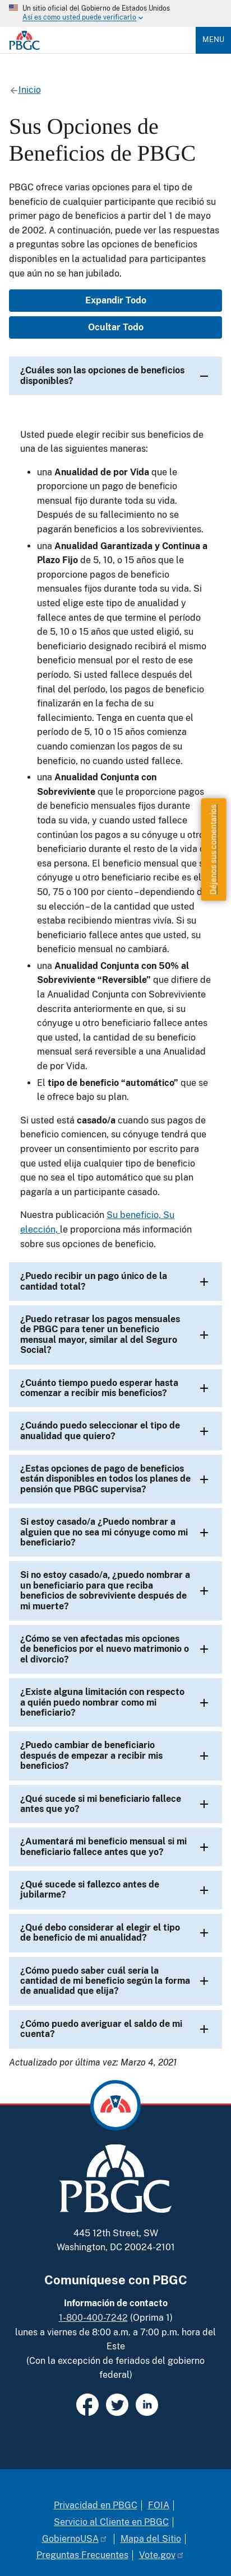 Un sitio oficial del Gobierno de Estados Unidos
Así es como usted puede verificarlo
PBGC
MENU
Inicio
Sus Opciones de
Beneficios de PBGC
PBGC ofrece varias opciones para el tipo de
beneficio de cualquier participante que recibió su
primer pago de beneficios a partir del 1 de mayo
de 2002. A continuación, puede ver las respuestas
a preguntas sobre las opciones de beneficios
disponibles en la actualidad para participantes
que aún no se han jubilado.
Expandir Todo
Ocultar Todo
¿Cuáles son las opciones de beneficios
disponibles?
Usted puede elegir recibir sus beneficios de
una de las siguientes maneras:
una Anualidad de por Vida que le
proporcione un pago de beneficio
mensual fijo durante toda su vida.
Después de su fallecimiento no se
pagarán beneficios a los sobrevivientes.
una Anualidad Garantizada y Continua a
Plazo Fijo de 5, 10, o 15 años que le
proporcione pagos de beneficio
mensuales fijos durante toda su vida. Si
usted elige este tipo de anualidad y
fallece antes de que termine el período
de 5, 10 o 15 años que usted eligió, su
beneficiario designado recibirá el mismo
beneficio mensual por el resto de ese
período. Si usted fallece después del
final del período, los pagos de beneficio
finalizarán en la fecha de su
fallecimiento. Tenga en cuenta que el
período de 5, 10 o 15 años comienza
cuando empiezan los pagos de su
beneficio, no cuando usted fallece.
una Anualidad Conjunta con
Sobreviviente que le proporcione pagos
de beneficio mensuales fijos durante
toda su vida, y cuando usted fallece
continúan los pagos a su cónyuge u otro
beneficiario durante el resto de la vida de
esa persona. El beneficio mensual que su
cónyuge u otro beneficiario recibe es el
50, 75 o 100 por ciento – dependiendo de
su elección – de la cantidad que usted
estaba recibiendo mientras vivía. Si su
beneficiario fallece antes que usted, su
beneficio mensual no cambiará.
una Anualidad Conjunta con 50% al
Sobreviviente “Reversible” que difiere de
la Anualidad Conjunta con Sobreviviente
descrita anteriormente en que, si su
cónyuge u otro beneficiario fallece antes
que usted, la cantidad de su beneficio
mensual será reversible a una Anualidad
de por Vida.
El tipo de beneficio “automático” que se
le ofrece bajo su plan.
Si usted está casado/a cuando sus pagos de
beneficio comiencen, su cónyuge tendrá que
proveer consentimiento por escrito para que
usted elija cualquier tipo de beneficio que
no sea el tipo automático que su plan
pagaría a un participante casado.
Nuestra publicación Su beneficio, Su
elección, le proporciona más información
sobre sus opciones de beneficio.
Déjenos sus comentarios
¿Puedo recibir un pago único de la
cantidad total?
¿Puedo retrasar los pagos mensuales
de PBGC para tener un beneficio
mensual mayor, similar al del Seguro
Social?
¿Cuánto tiempo puedo esperar hasta
comenzar a recibir mis beneficios?
¿Cuándo puedo seleccionar el tipo de
anualidad que quiero?
¿Estas opciones de pago de beneficios
están disponibles en todos los planes de
pensión que PBGC supervisa?
Si estoy casado/a ¿Puedo nombrar a
alguien que no sea mi cónyuge como mi
beneficiario?
Si no estoy casado/a, ¿puedo nombrar a
un beneficiario para que reciba
beneficios de sobreviviente después de
mi muerte?
¿Cómo se ven afectadas mis opciones
de beneficios por el nuevo matrimonio o
el divorcio?
¿Existe alguna limitación con respecto
a quién puedo nombrar como mi
beneficiario?
¿Puedo cambiar de beneficiario
después de empezar a recibir mis
beneficios?
¿Qué sucede si mi beneficiario fallece
antes que yo?
¿Aumentará mi beneficio mensual si mi
beneficiario fallece antes que yo?
¿Qué sucede si fallezco antes de
jubilarme?
¿Qué debo considerar al elegir el tipo
de beneficio de mi anualidad?
¿Cómo puedo saber cuál sería la
cantidad de mi beneficio según la forma
de anualidad que elija?
¿Cómo puedo averiguar el saldo de mi
cuenta?
Actualizado por última vez: Marzo 4, 2021
PBGC
445 12th Street, SW
Washington, DC 20024-2101
Comuníquese con PBGC
Información de contacto
1-800-400-7242 (Oprima 1)
lunes a viernes de 8:00 a.m. a 7:00 p.m. hora del
Este
(Con la excepción de feriados del gobierno
federal)
Privacidad en PBGC | FOIA |
Servicio al Cliente en PBGC |
GobiernoUSA | Mapa del Sitio |
Preguntas Frecuentes | Vote.gov